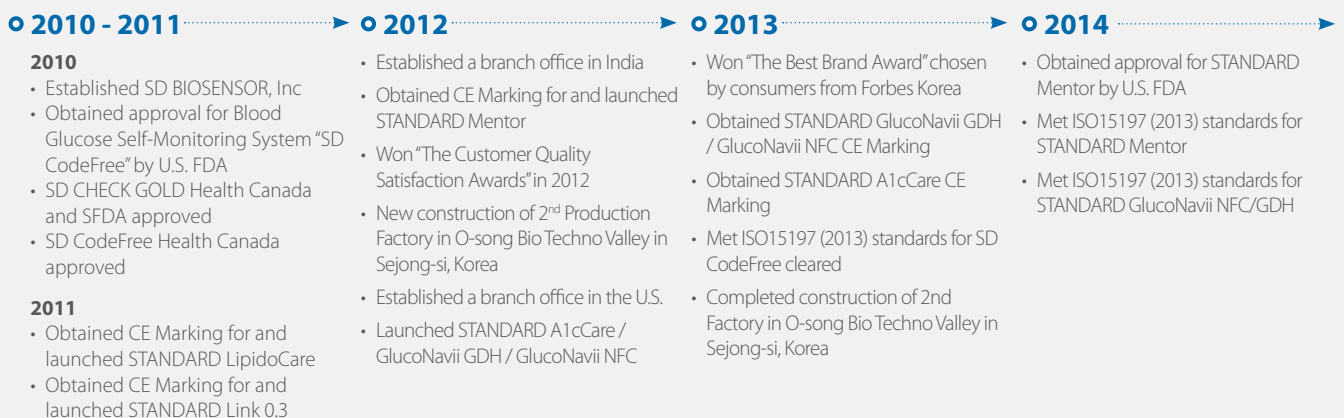 2010 - 2011
2010
• Established SD BIOSENSOR, Inc
• Obtained approval for Blood
Glucose Self-Monitoring System “SD
CodeFree” by U.S. FDA
• SD CHECK GOLD Health Canada
and SFDA approved
• SD CodeFree Health Canada
approved
2011
• Obtained CE Marking for and
launched STANDARD LipidoCare
• Obtained CE Marking for and
launched STANDARD Link 0.3
2012
• Established a branch office in India
• Obtained CE Marking for and launched
STANDARD Mentor
• Won “The Customer Quality
Satisfaction Awards” in 2012
• New construction of 2nd Production
Factory in O-song Bio Techno Valley in
Sejong-si, Korea
• Established a branch office in the U.S.
• Launched STANDARD A1cCare /
GlucoNavii GDH / GlucoNavii NFC
2013
• Won “The Best Brand Award” chosen
by consumers from Forbes Korea
• Obtained STANDARD GlucoNavii GDH
/ GlucoNavii NFC CE Marking
• Obtained STANDARD A1cCare CE
Marking
• Met ISO15197 (2013) standards for SD
CodeFree cleared
• Completed construction of 2nd
Factory in O-song Bio Techno Valley in
Sejong-si, Korea
2014
• Obtained approval for STANDARD
Mentor by U.S. FDA
• Met ISO15197 (2013) standards for
STANDARD Mentor
• Met ISO15197 (2013) standards for
STANDARD GlucoNavii NFC/GDH